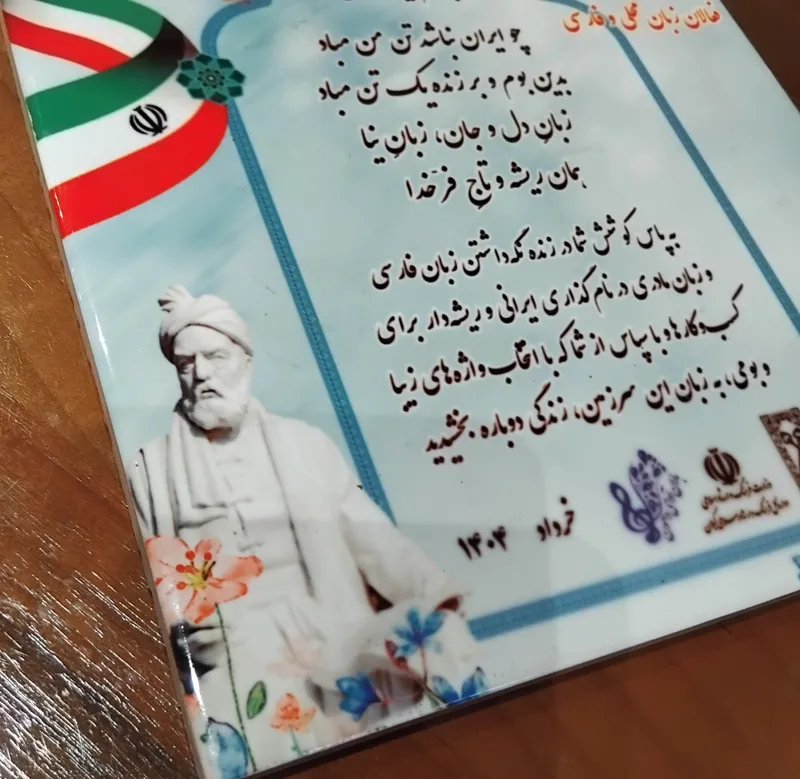 فعالان زبان محلی و فارسی
چو ایران نباشد تن من مباد
بدین بوم و بر زنده یک تن مباد
زبانِ دل و جان، زبانِ نیا
همان ریشه و تاجِ فرّ خدا
به پاس کوشش شما در زنده نگه داشتن زبان فارسی
و زبان مادری در نام گذاری ایرانی و ریشه دار برای
کسب و کارها و با سپاس از شما که با انتخاب واژه های زیبا
و بومی، به زبان این سرزمین، زندگی دوباره بخشیدید
خرداد ۱۴۰۴